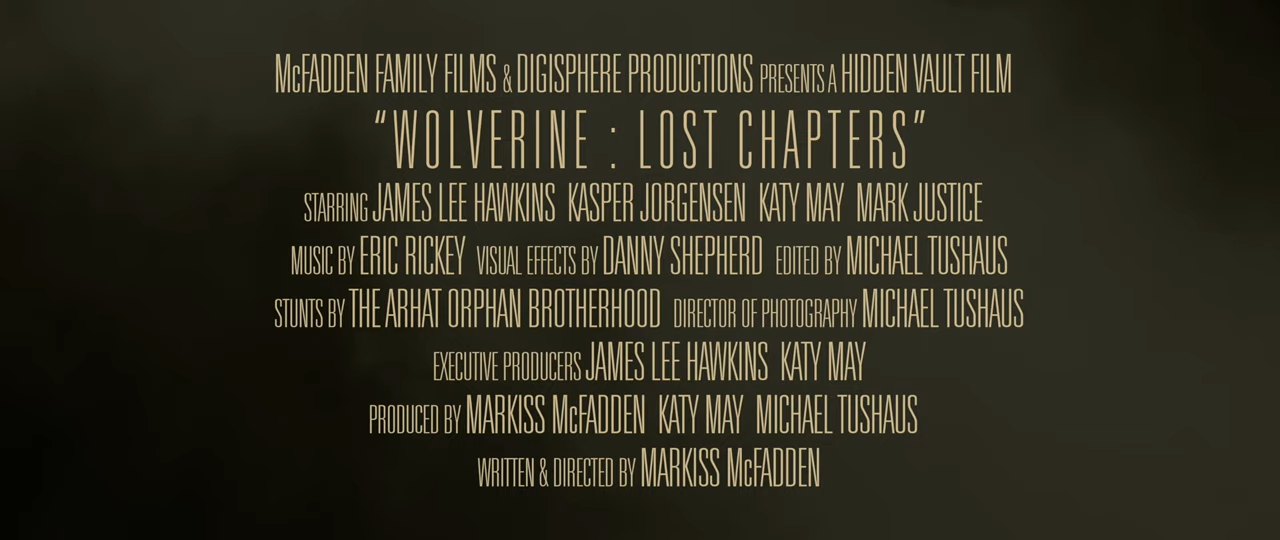 McFADDEN FAMILY FILMS & DIGISPHERE PRODUCTIONS PRESENTS A HIDDEN VAULT FILM
“WOLVERINE : LOST CHAPTERS”
STARRING JAMES LEE HAWKINS KASPER JORGENSEN KATY MAY MARK JUSTICE
MUSIC BY ERIC RICKEY VISUAL EFFECTS BY DANNY SHEPHERD EDITED BY MICHAEL TUSHAUS
STUNTS BY THE ARHAT ORPHAN BROTHERHOOD DIRECTOR OF PHOTOGRAPHY MICHAEL TUSHAUS
EXECUTIVE PRODUCERS JAMES LEE HAWKINS KATY MAY
PRODUCED BY MARKISS McFADDEN KATY MAY MICHAEL TUSHAUS
WRITTEN & DIRECTED BY MARKISS McFADDEN